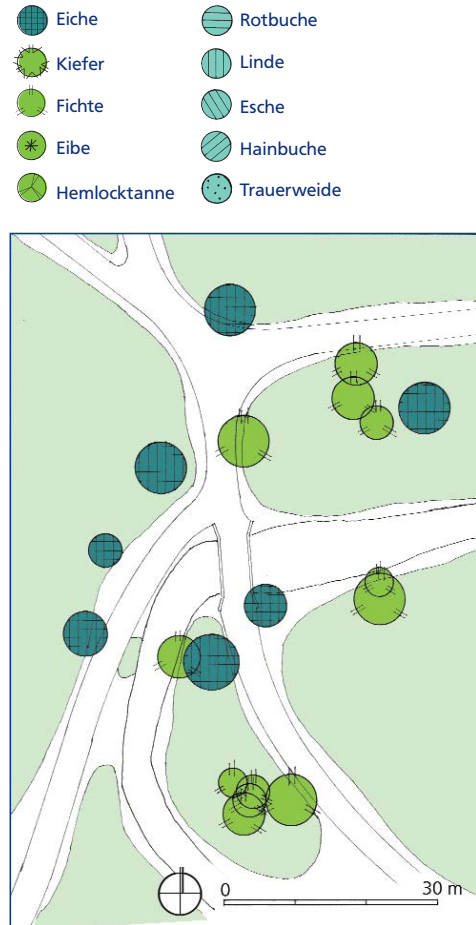 Eiche
Kiefer
Fichte
Eibe
Hemlocktanne
Rotbuche
Linde
Esche
Hainbuche
Trauerweide
0 30 m